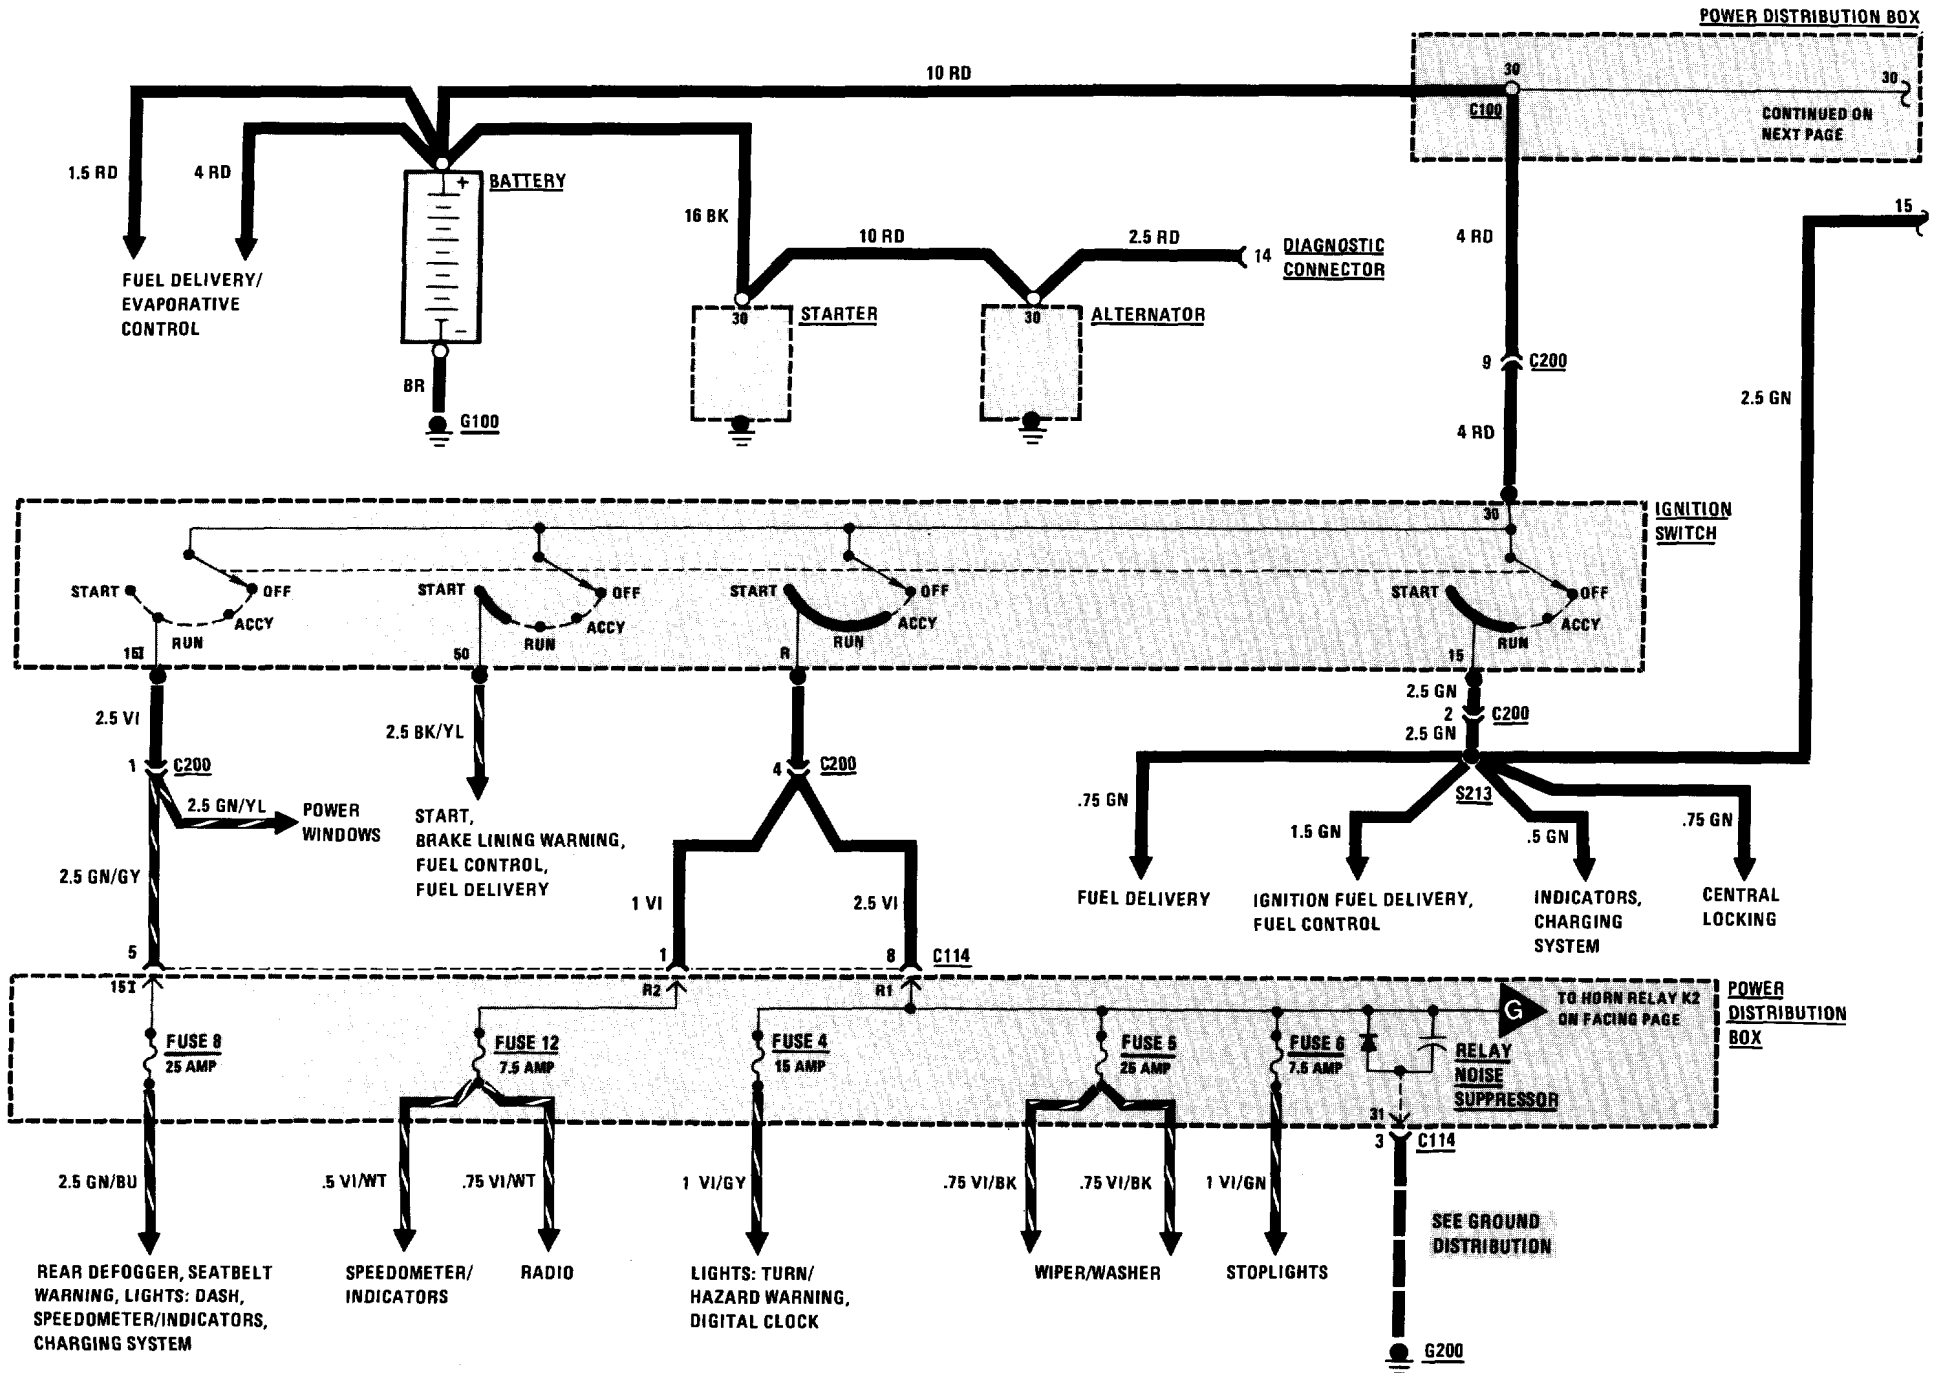 POWER DISTRIBUTION BOX
10 RD
30
30
C100
CONTINUED ON
NEXT PAGE
1.5 RD
4 RD
+
BATTERY
16 BK
10 RD
2.5 RD
14
DIAGNOSTIC
CONNECTOR
4 RD
15
FUEL DELIVERY/
EVAPORATIVE
CONTROL
30
STARTER
30
ALTERNATOR
–
BR
G100
9
C200
2.5 GN
4 RD
30
IGNITION
SWITCH
START
OFF
ACCY
RUN
15I
START
OFF
ACCY
RUN
50
START
OFF
ACCY
RUN
R
START
OFF
ACCY
RUN
15
2.5 VI
2.5 BK/YL
2.5 GN
2
C200
2.5 GN
1
C200
4
C200
2.5 GN/YL
POWER
WINDOWS
START,
BRAKE LINING WARNING,
FUEL CONTROL,
FUEL DELIVERY
.75 GN
S213
1.5 GN
.5 GN
.75 GN
2.5 GN/GY
1 VI
2.5 VI
FUEL DELIVERY
IGNITION FUEL DELIVERY,
FUEL CONTROL
INDICATORS,
CHARGING
SYSTEM
CENTRAL
LOCKING
5
1
8
C114
15I
R2
R1
G
TO HORN RELAY K2
ON FACING PAGE
POWER
DISTRIBUTION
BOX
FUSE 8
25 AMP
FUSE 12
7.5 AMP
FUSE 4
15 AMP
FUSE 5
25 AMP
FUSE 6
7.5 AMP
RELAY
NOISE
SUPPRESSOR
31
3
C114
2.5 GN/BU
.5 VI/WT
.75 VI/WT
1 VI/GY
.75 VI/BK
.75 VI/BK
1 VI/GN
SEE GROUND
DISTRIBUTION
REAR DEFOGGER, SEATBELT
WARNING, LIGHTS: DASH,
SPEEDOMETER/INDICATORS,
CHARGING SYSTEM
SPEEDOMETER/
INDICATORS
RADIO
LIGHTS: TURN/
HAZARD WARNING,
DIGITAL CLOCK
WIPER/WASHER
STOPLIGHTS
G200